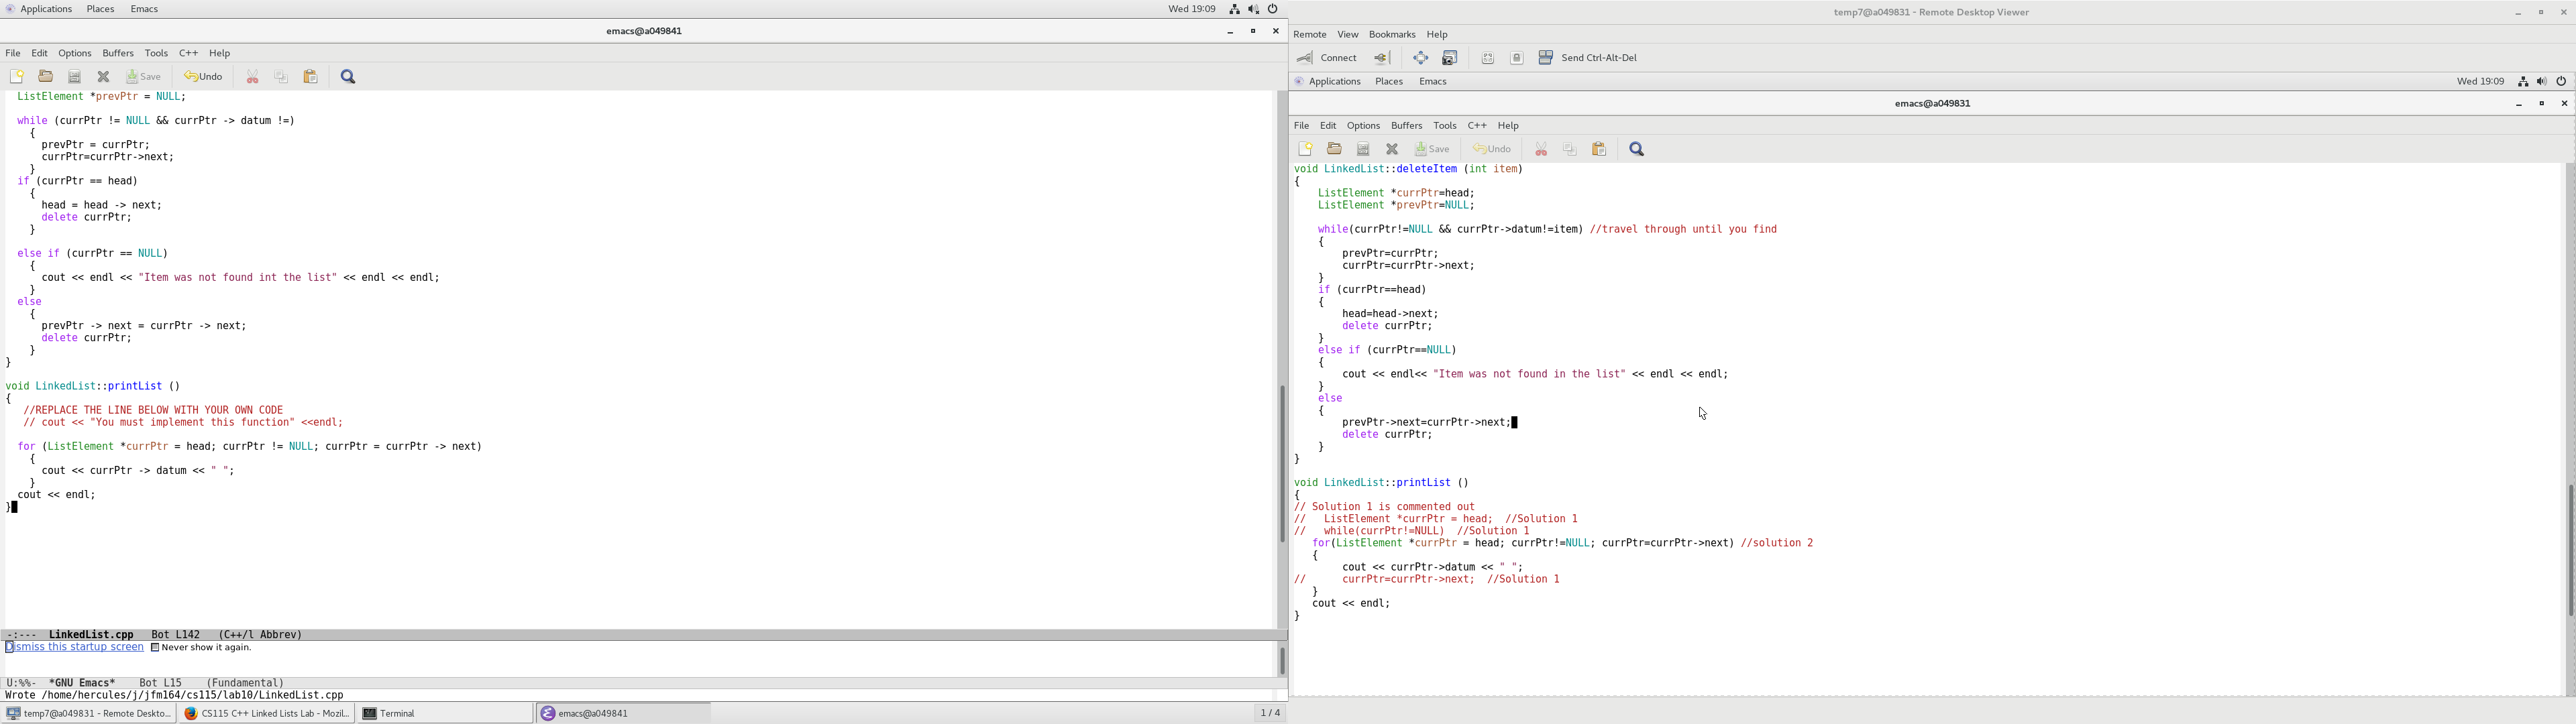 Applications Places Emacs Wed 19:09
emacs@a049841
File Edit Options Buffers Tools C++ Help
Save Undo
ListElement *prevPtr = NULL;
while (currPtr != NULL && currPtr -> datum !=)
{
prevPtr = currPtr;
currPtr=currPtr->next;
}
if (currPtr == head)
{
head = head -> next;
delete currPtr;
}
else if (currPtr == NULL)
{
cout << endl << "Item was not found int the list" << endl << endl;
}
else
{
prevPtr -> next = currPtr -> next;
delete currPtr;
}
}
void LinkedList::printList ()
{
//REPLACE THE LINE BELOW WITH YOUR OWN CODE
// cout << "You must implement this function" <<endl;
for (ListElement *currPtr = head; currPtr != NULL; currPtr = currPtr -> next)
{
cout << currPtr -> datum << " ";
}
cout << endl;
}
-:--- LinkedList.cpp Bot L142 (C++/l Abbrev)
Dismiss this startup screen Never show it again.
U:%%- *GNU Emacs* Bot L15 (Fundamental)
Wrote /home/hercules/j/jfm164/cs115/lab10/LinkedList.cpp
temp7@a049831 - Remote Deskto... CS115 C++ Linked Lists Lab - Mozil... Terminal emacs@a049841 1 / 4
temp7@a049831 - Remote Desktop Viewer
Remote View Bookmarks Help
Connect Send Ctrl-Alt-Del
Applications Places Emacs Wed 19:09
emacs@a049831
File Edit Options Buffers Tools C++ Help
Save Undo
void LinkedList::deleteItem (int item)
{
ListElement *currPtr=head;
ListElement *prevPtr=NULL;
while(currPtr!=NULL && currPtr->datum!=item) //travel through until you find
{
prevPtr=currPtr;
currPtr=currPtr->next;
}
if (currPtr==head)
{
head=head->next;
delete currPtr;
}
else if (currPtr==NULL)
{
cout << endl<< "Item was not found in the list" << endl << endl;
}
else
{
prevPtr->next=currPtr->next;
delete currPtr;
}
}
void LinkedList::printList ()
{
// Solution 1 is commented out
// ListElement *currPtr = head; //Solution 1
// while(currPtr!=NULL) //Solution 1
for(ListElement *currPtr = head; currPtr!=NULL; currPtr=currPtr->next) //solution 2
{
cout << currPtr->datum << " ";
// currPtr=currPtr->next; //Solution 1
}
cout << endl;
}